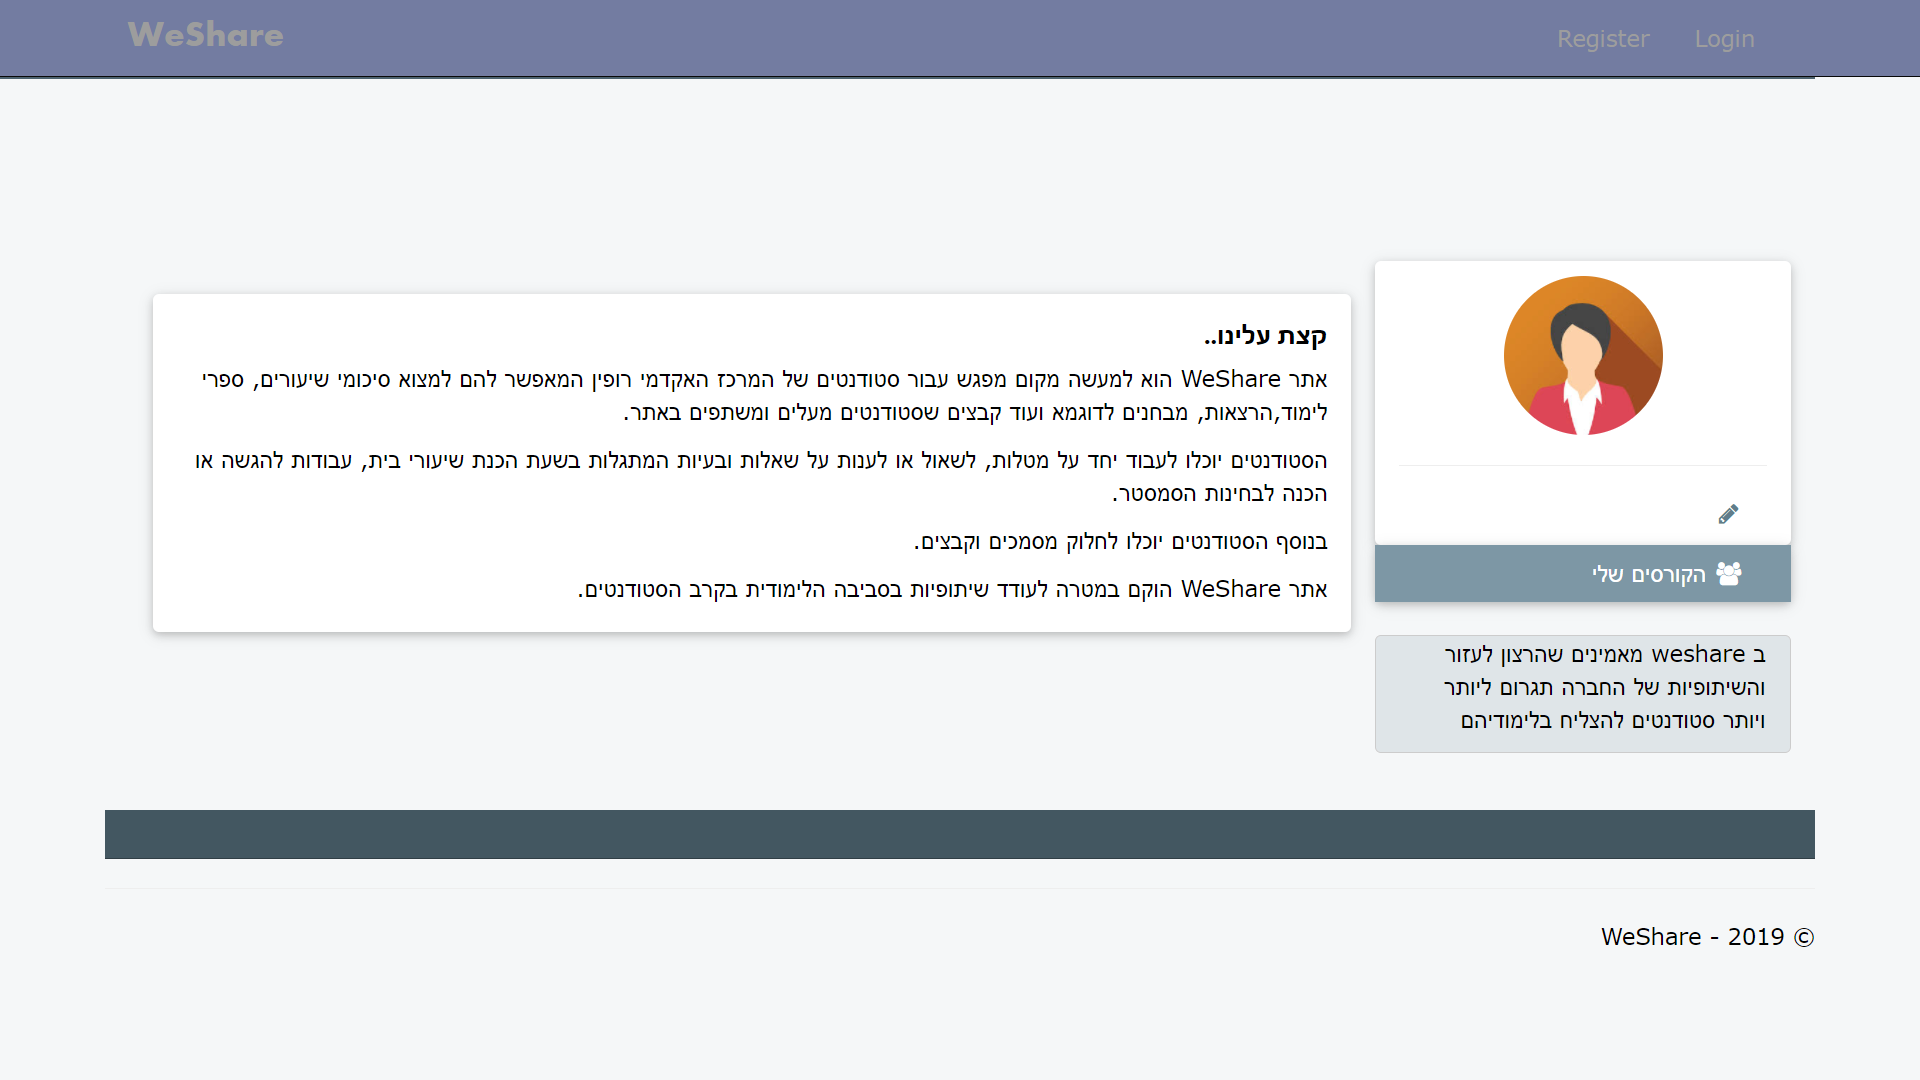 WeShare
Register
Login
קצת עלינו..
אתר WeShare הוא למעשה מקום מפגש עבור סטודנטים של המרכז האקדמי רופין המאפשר להם למצוא סיכומי שיעורים, ספרי
לימוד,הרצאות, מבחנים לדוגמא ועוד קבצים שסטודנטים מעלים ומשתפים באתר.
הסטודנטים יוכלו לעבוד יחד על מטלות, לשאול או לענות על שאלות ובעיות המתגלות בשעת הכנת שיעורי בית, עבודות להגשה או
הכנה לבחינות הסמסטר.
בנוסף הסטודנטים יוכלו לחלוק מסמכים וקבצים.
אתר WeShare הוקם במטרה לעודד שיתופיות בסביבה הלימודית בקרב הסטודנטים.
הקורסים שלי
ב weshare מאמינים שהרצון לעזור
והשיתופיות של החברה תגרום ליותר
ויותר סטודנטים להצליח בלימודיהם
© 2019 - WeShare